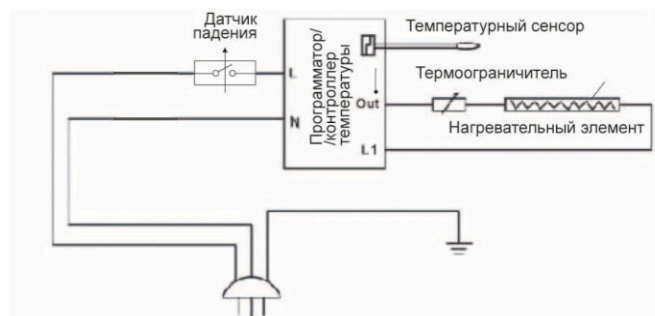 Датчик
падения
Температурный сенсор
L
Термоограничитель
Out
N
Программатор/
/контроллер
температуры
Нагревательный элемент
L1